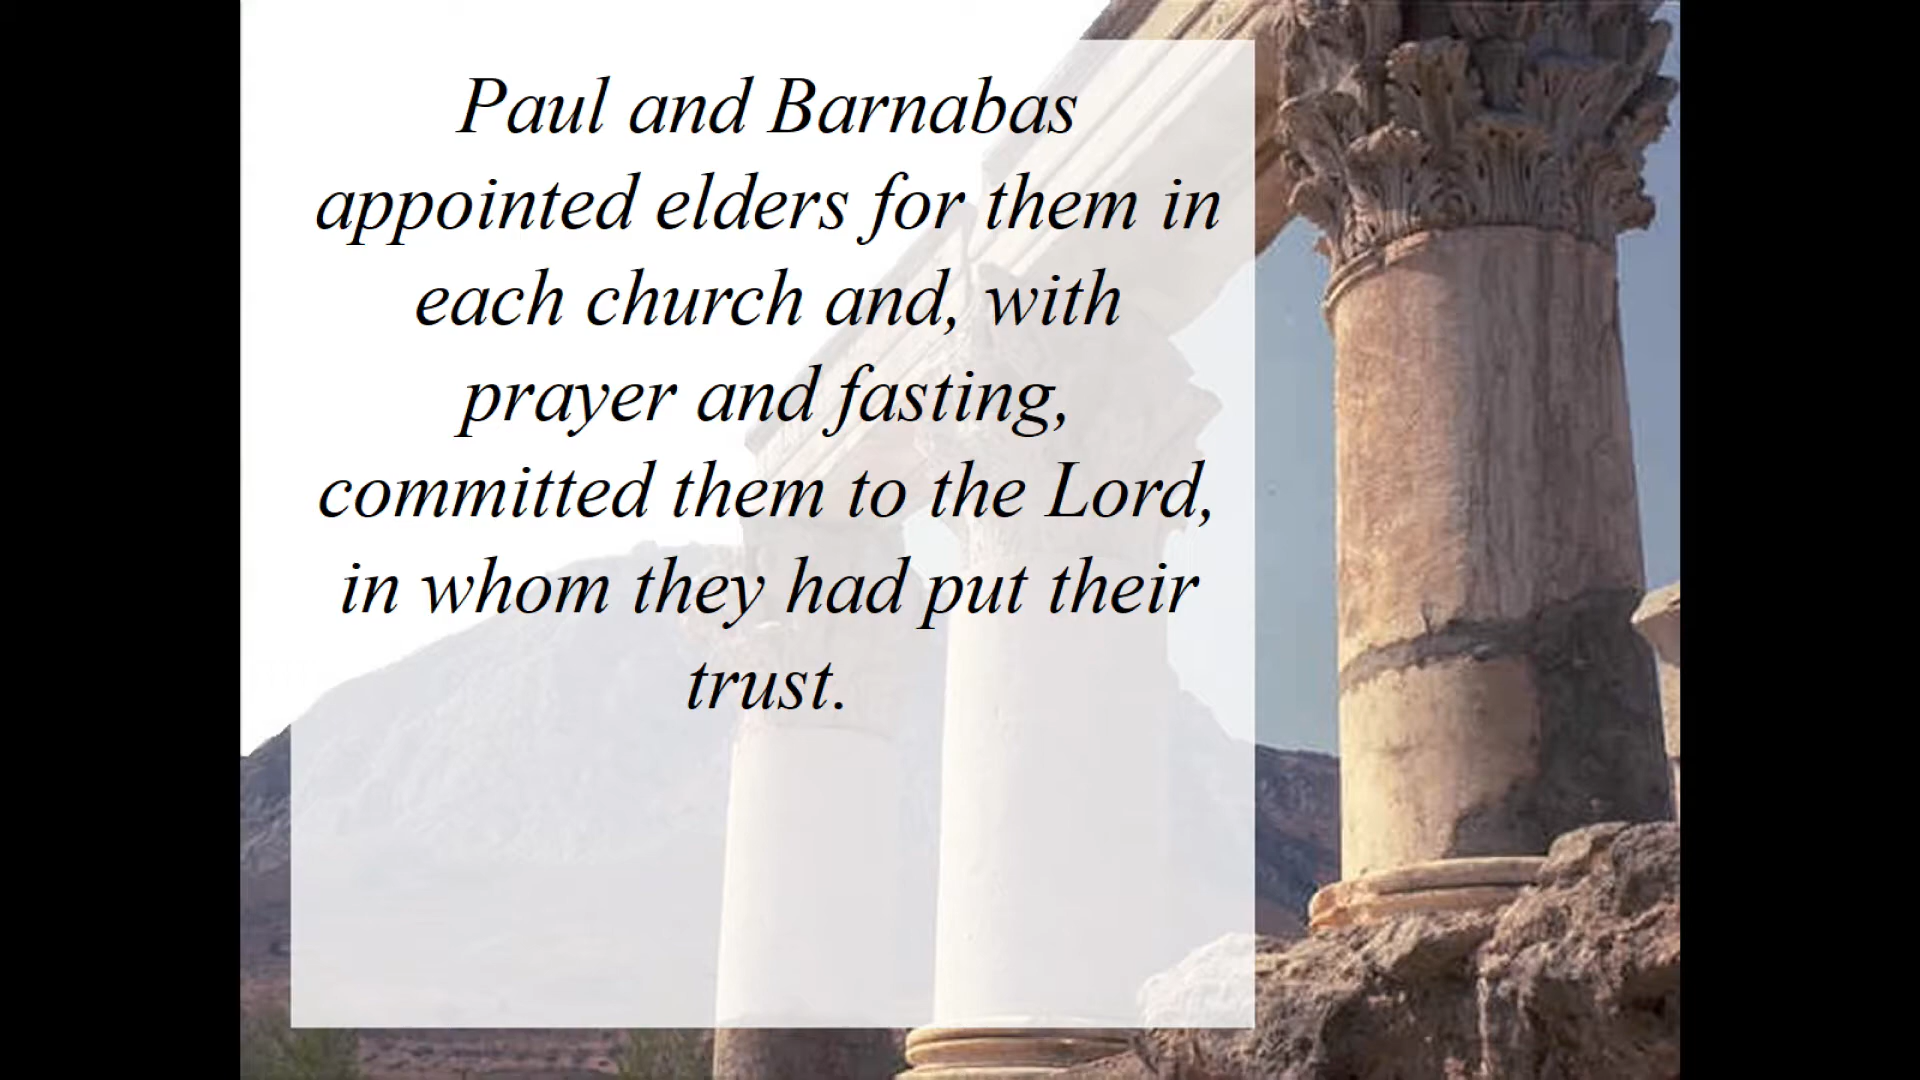 Paul and Barnabas
appointed elders for them in
each church and, with
prayer and fasting,
committed them to the Lord,
in whom they had put their
trust.